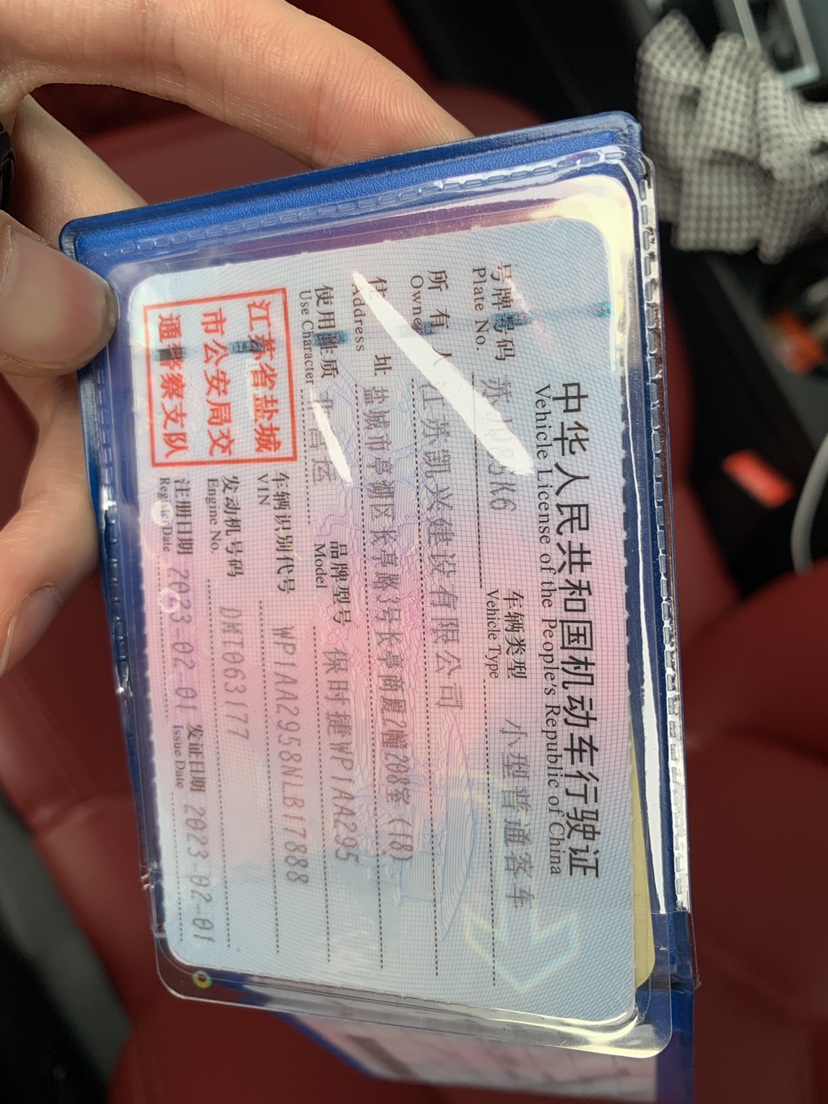 中华人民共和国机动车行驶证
Vehicle License of the People's Republic of China
号牌号码
Plate No.
车辆类型 小型普通客车
Vehicle Type
所有人 江苏凯兴建设有限公司
Owner
住址 盐城市亭湖区长亭路3号长亭商厦2幢208室(18)
Address
使用性质 非营运
Use Character
品牌型号 保时捷WP1AA295
Model
江苏省盐城
市公安局交
通警察支队
车辆识别代号 WP1AA2958NLB17888
VIN
发动机号码 DMT063177
Engine No.
注册日期 2023-02-01
Register Date
发证日期 2023-02-01
Issue Date